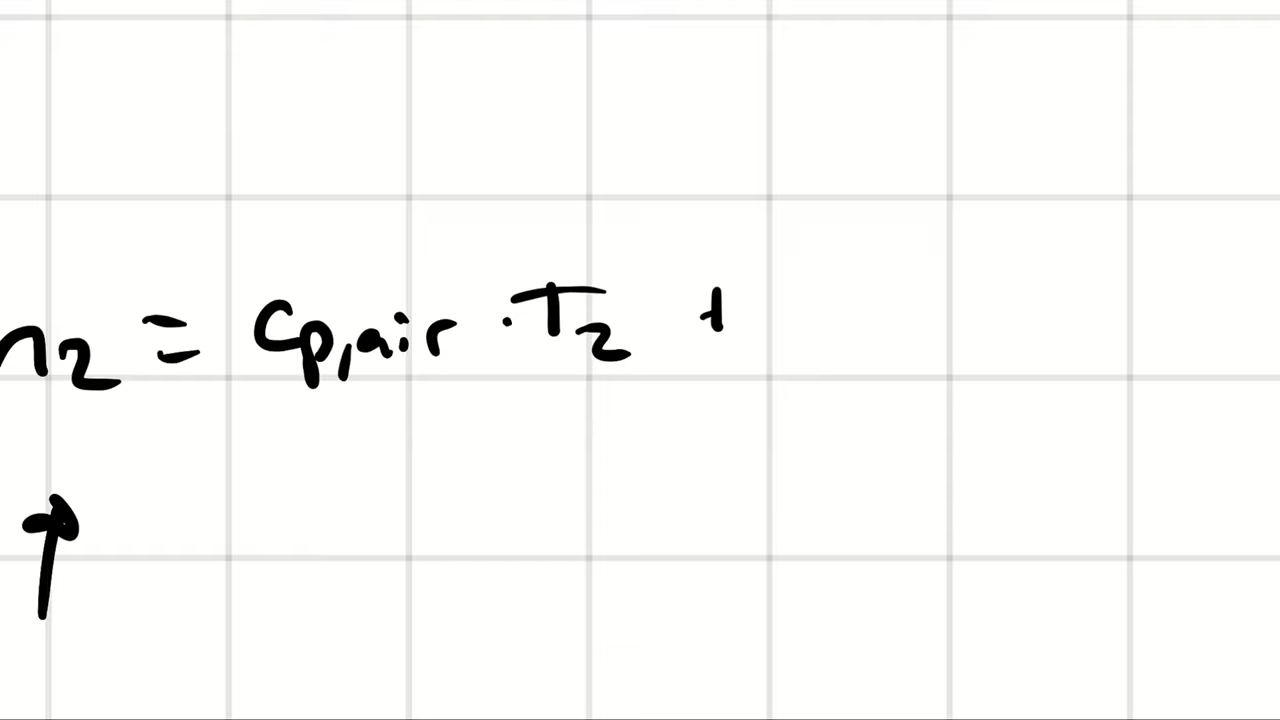 h₂ = Cp,air · T₂ +
↑